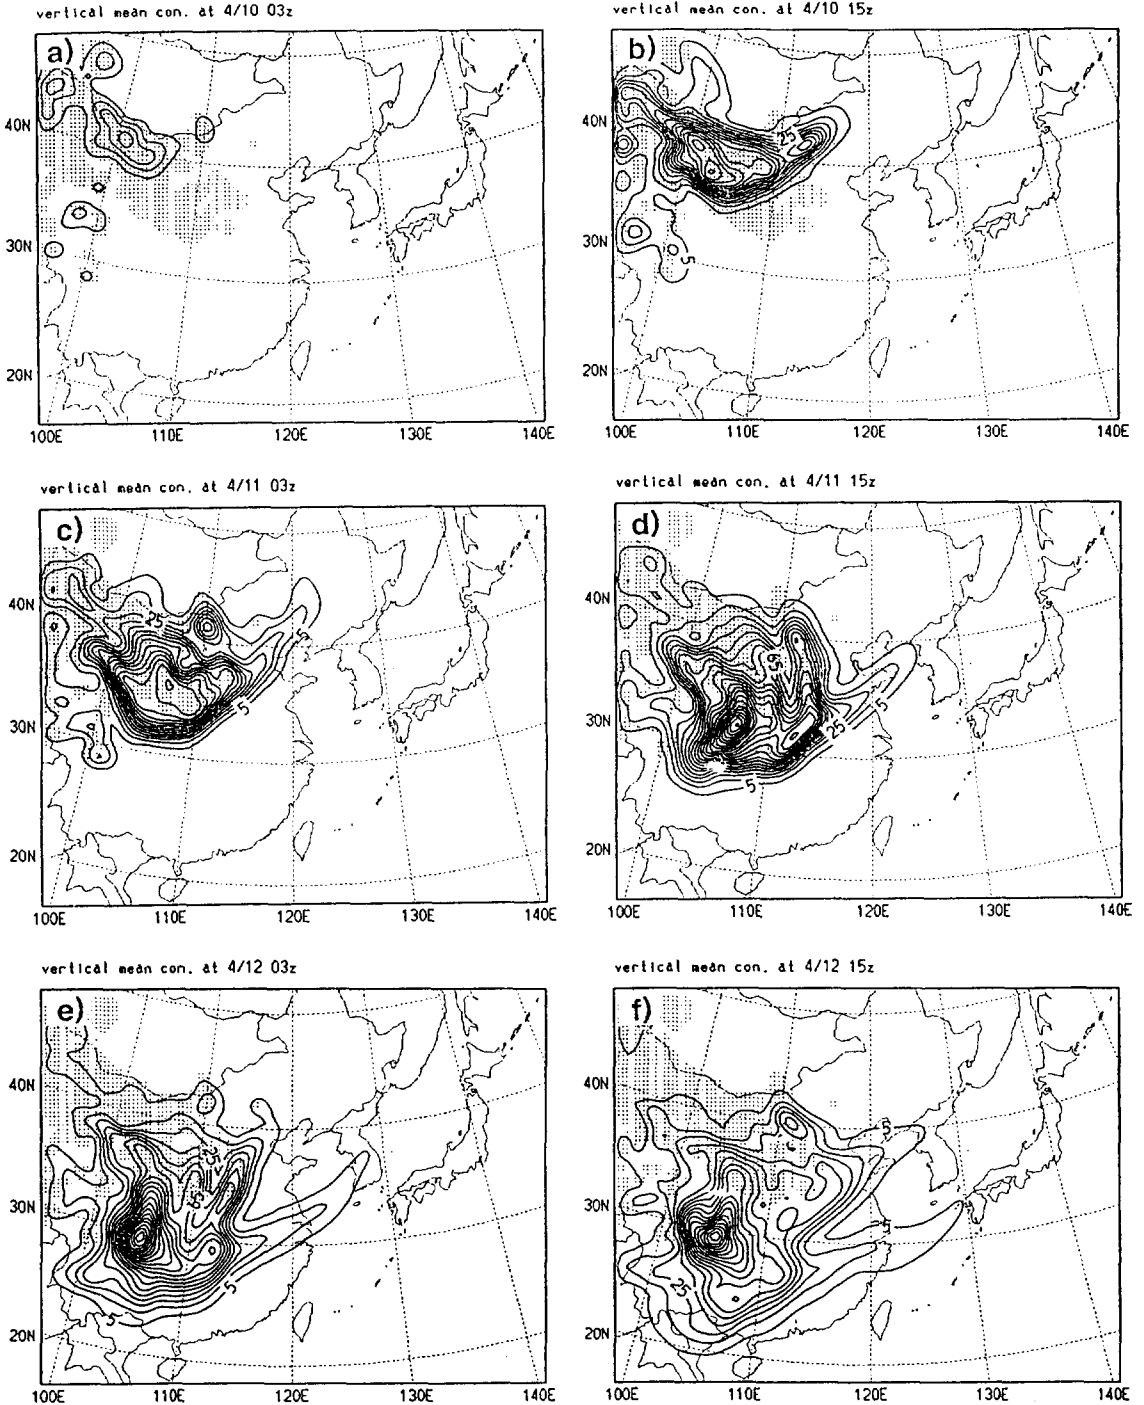 vertical mean con. at 4/10 03z
a)
40N
30N
20N
100E 110E 120E 130E 140E
vertical mean con. at 4/10 15z
b)
25
5
40N
30N
20N
100E 110E 120E 130E 140E
vertical mean con. at 4/11 03z
c)
25
5
5
40N
30N
20N
100E 110E 120E 130E 140E
vertical mean con. at 4/11 15z
d)
65
5
25
5
40N
30N
20N
100E 110E 120E 130E 140E
vertical mean con. at 4/12 03z
e)
25
5
5
40N
30N
20N
100E 110E 120E 130E 140E
vertical mean con. at 4/12 15z
f)
5
5
25
40N
30N
20N
100E 110E 120E 130E 140E